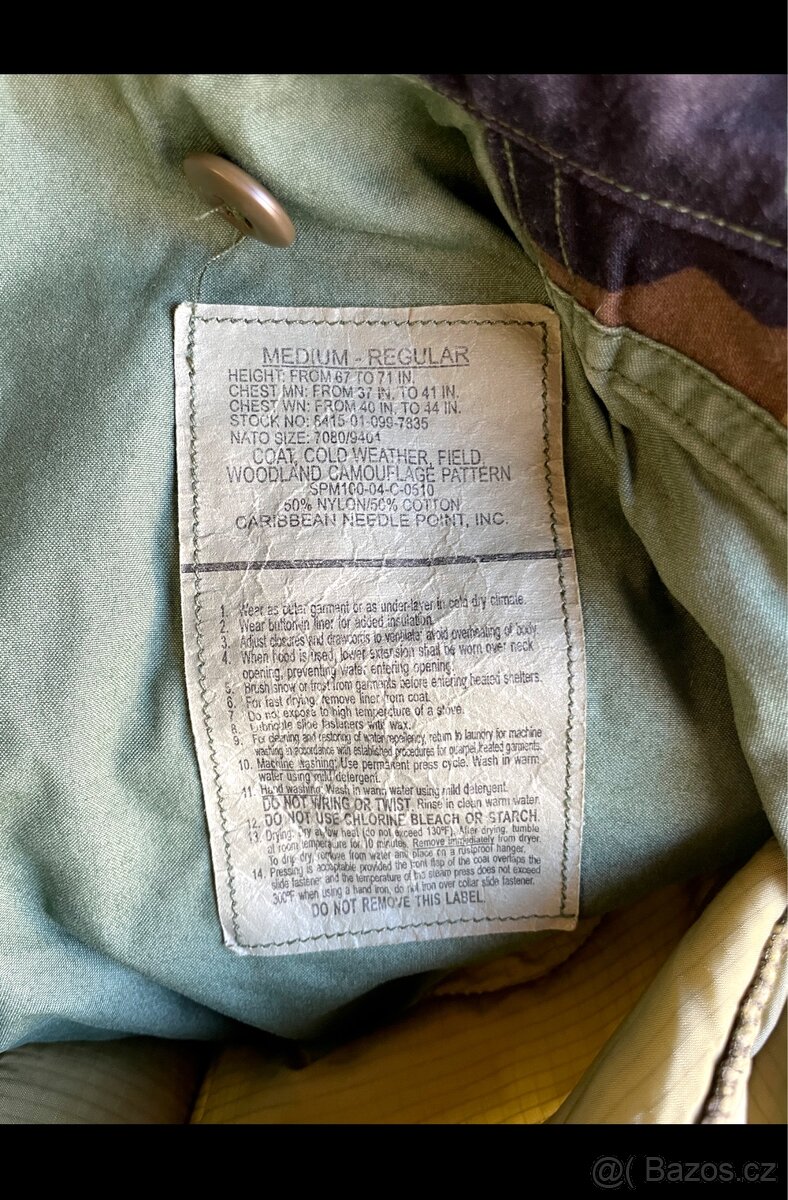 MEDIUM - REGULAR
HEIGHT: FROM 67 TO 71 IN.
CHEST MN: FROM 37 IN. TO 41 IN.
CHEST WN: FROM 40 IN. TO 44 IN.
STOCK NO: 8415-01-099-7835
NATO SIZE: 7080/9404
COAT, COLD WEATHER, FIELD
WOODLAND CAMOUFLAGE PATTERN
SPM100-04-C-0510
50% NYLON/50% COTTON
CARIBBEAN NEEDLE POINT, INC.
1. Wear as outer garment or as under-layer in cold dry climate.
2. Wear button-in liner for added insulation.
3. Adjust closures and drawcords to ventilate avoid overheating of body.
4. When hood is used, lower extension shall be worn over neck
opening, preventing water entering opening.
5. Brush snow or frost from garments before entering heated shelters.
6. For fast drying, remove liner from coat.
7. Do not expose to high temperature of a stove.
8. Lubricate slide fasteners with wax.
9. For cleaning and restoring of water repellency, return to laundry for machine
washing in accordance with established procedures for quarpel treated garments.
10. Machine washing: Use permanent press cycle. Wash in warm
water using mild detergent.
11. Hand washing: Wash in warm water using mild detergent.
DO NOT WRING OR TWIST. Rinse in clean warm water.
12. DO NOT USE CHLORINE BLEACH OR STARCH.
13. Drying: Dry at low heat (do not exceed 130°F). After drying, tumble
at room temperature for 10 minutes. Remove immediately from dryer.
To drip dry, remove from water and place on a rustproof hanger.
14. Pressing is acceptable provided the front flap of the coat overlaps the
slide fastener and the temperature of the steam press does not exceed
300°F when using a hand iron, do not iron over collar slide fastener.
DO NOT REMOVE THIS LABEL.
@( Bazos.cz